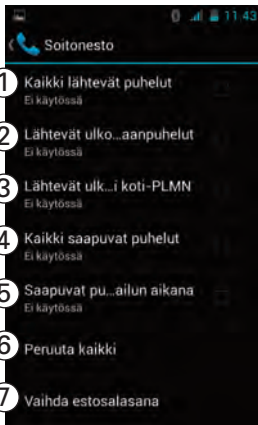 11:43
Soitonesto
1 Kaikki lähtevät puhelut
Ei käytössä
2 Lähtevät ulko...aanpuhelut
Ei käytössä
3 Lähtevät ulk...i koti-PLMN
Ei käytössä
4 Kaikki saapuvat puhelut
Ei käytössä
5 Saapuvat pu...ailun aikana
Ei käytössä
6 Peruuta kaikki
7 Vaihda estosalasana